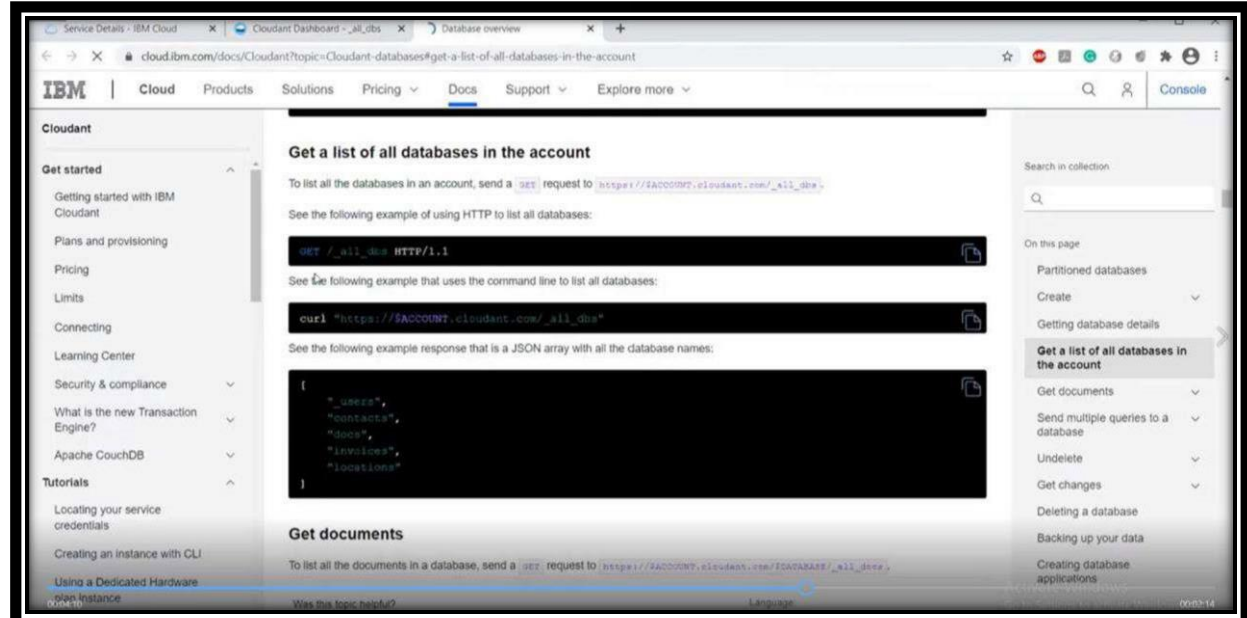 Service Details - IBM Cloud
Cloudant Dashboard - _all_dbs
Database overview
cloud.ibm.com/docs/Cloudant?topic=Cloudant-databases#get-a-list-of-all-databases-in-the-account
IBM
Cloud
Products
Solutions
Pricing
Docs
Support
Explore more
Console
Cloudant
Get started
Getting started with IBM
Cloudant
Plans and provisioning
Pricing
Limits
Connecting
Learning Center
Security & compliance
What is the new Transaction
Engine?
Apache CouchDB
Tutorials
Locating your service
credentials
Creating an instance with CLI
Using a Dedicated Hardware
plan instance
Get a list of all databases in the account
To list all the databases in an account, send a GET request to https://$ACCOUNT.cloudant.com/_all_dbs.
See the following example of using HTTP to list all databases:
GET /_all_dbs HTTP/1.1
See the following example that uses the command line to list all databases:
curl "https://$ACCOUNT.cloudant.com/_all_dbs"
See the following example response that is a JSON array with all the database names:
[
"_users",
"contacts",
"docs",
"invoices",
"locations"
]
Get documents
To list all the documents in a database, send a GET request to https://$ACCOUNT.cloudant.com/$DATABASE/_all_docs.
Was this topic helpful?
Language:
Search in collection
On this page
Partitioned databases
Create
Getting database details
Get a list of all databases in
the account
Get documents
Send multiple queries to a
database
Undelete
Get changes
Deleting a database
Backing up your data
Creating database
applications
00:04:10
00:02:14